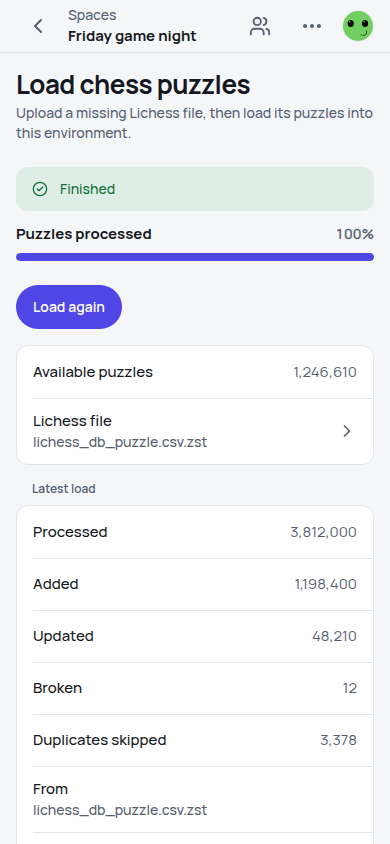 Spaces
Friday game night
Load chess puzzles
Upload a missing Lichess file, then load its puzzles into
this environment.
Finished
Puzzles processed 100%
Load again
Available puzzles 1,246,610
Lichess file
lichess_db_puzzle.csv.zst
Latest load
Processed 3,812,000
Added 1,198,400
Updated 48,210
Broken 12
Duplicates skipped 3,378
From
lichess_db_puzzle.csv.zst